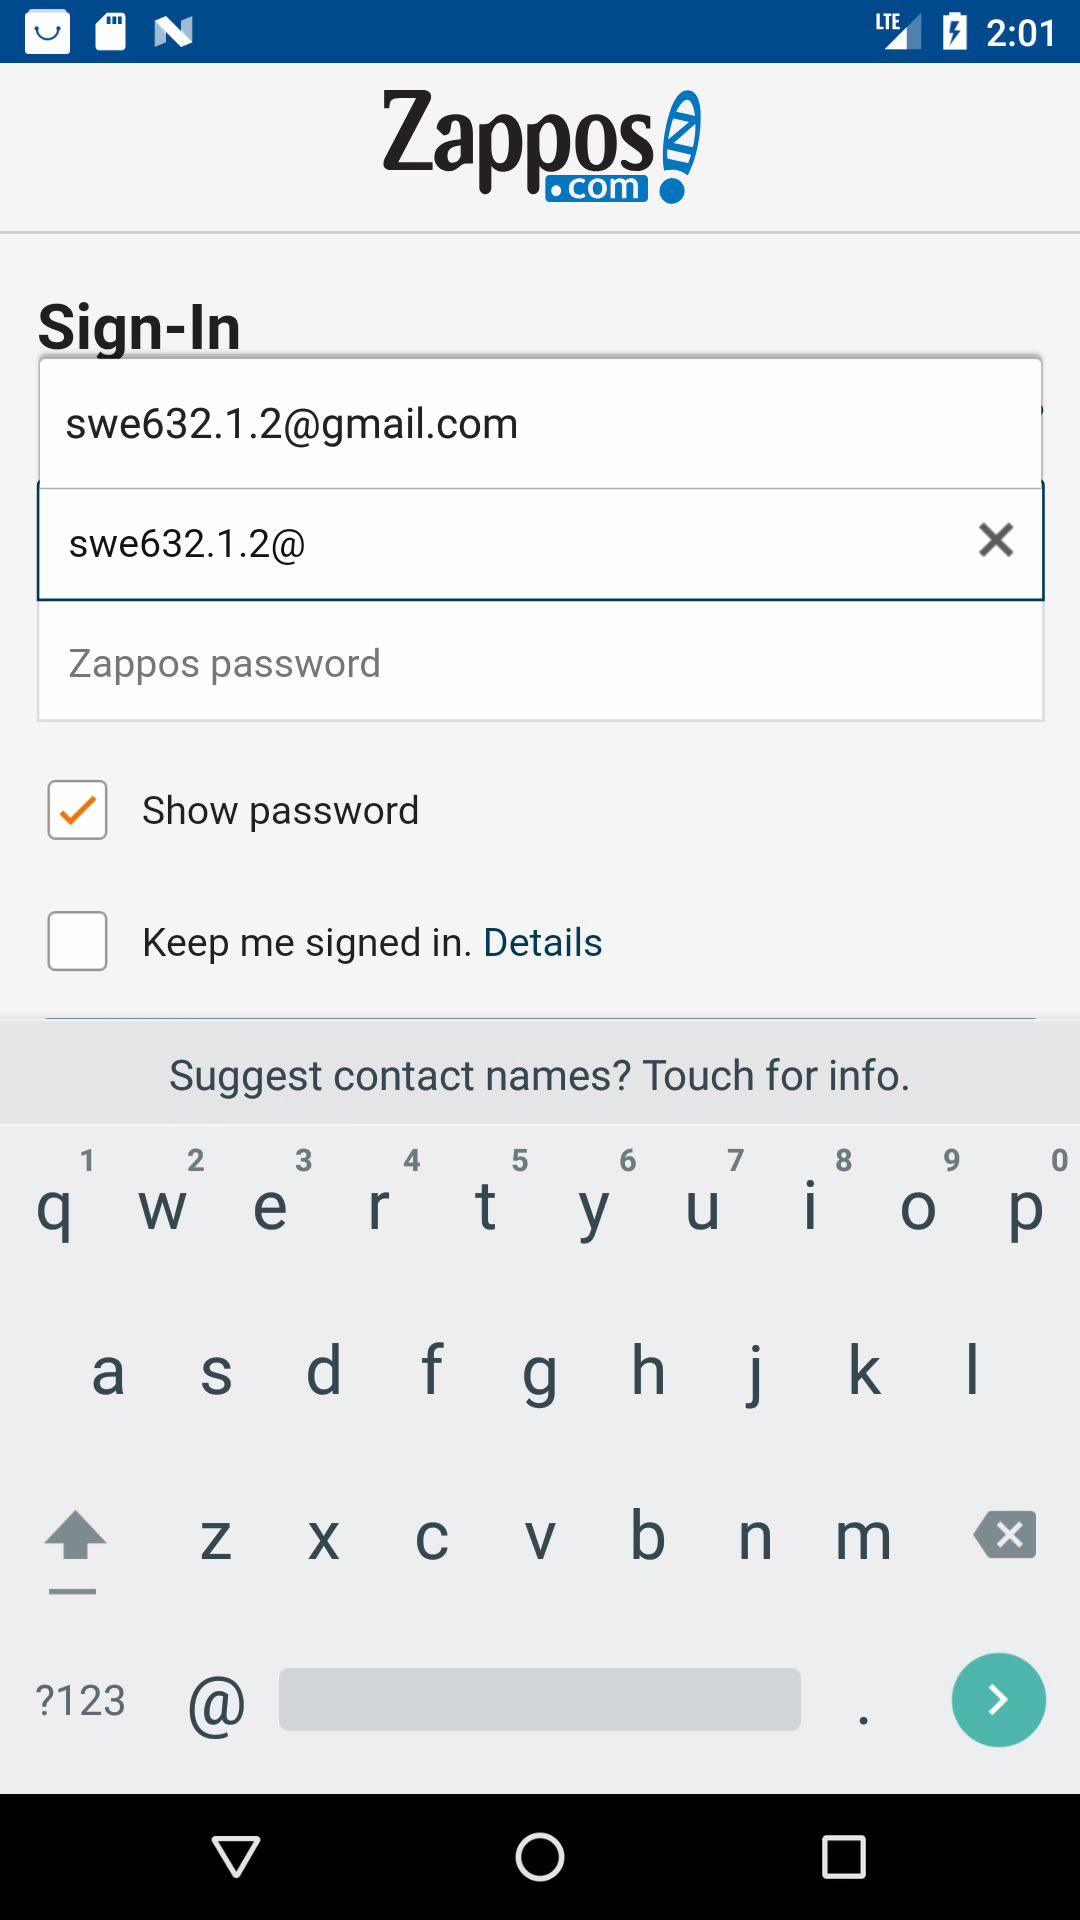 LTE 2:01
Zappos
.com
Sign-In
swe632.1.2@gmail.com
swe632.1.2@
Zappos password
Show password
Keep me signed in. Details
Suggest contact names? Touch for info.
1 2 3 4 5 6 7 8 9 0
q w e r t y u i o p
a s d f g h j k l
z x c v b n m
?123 @ .